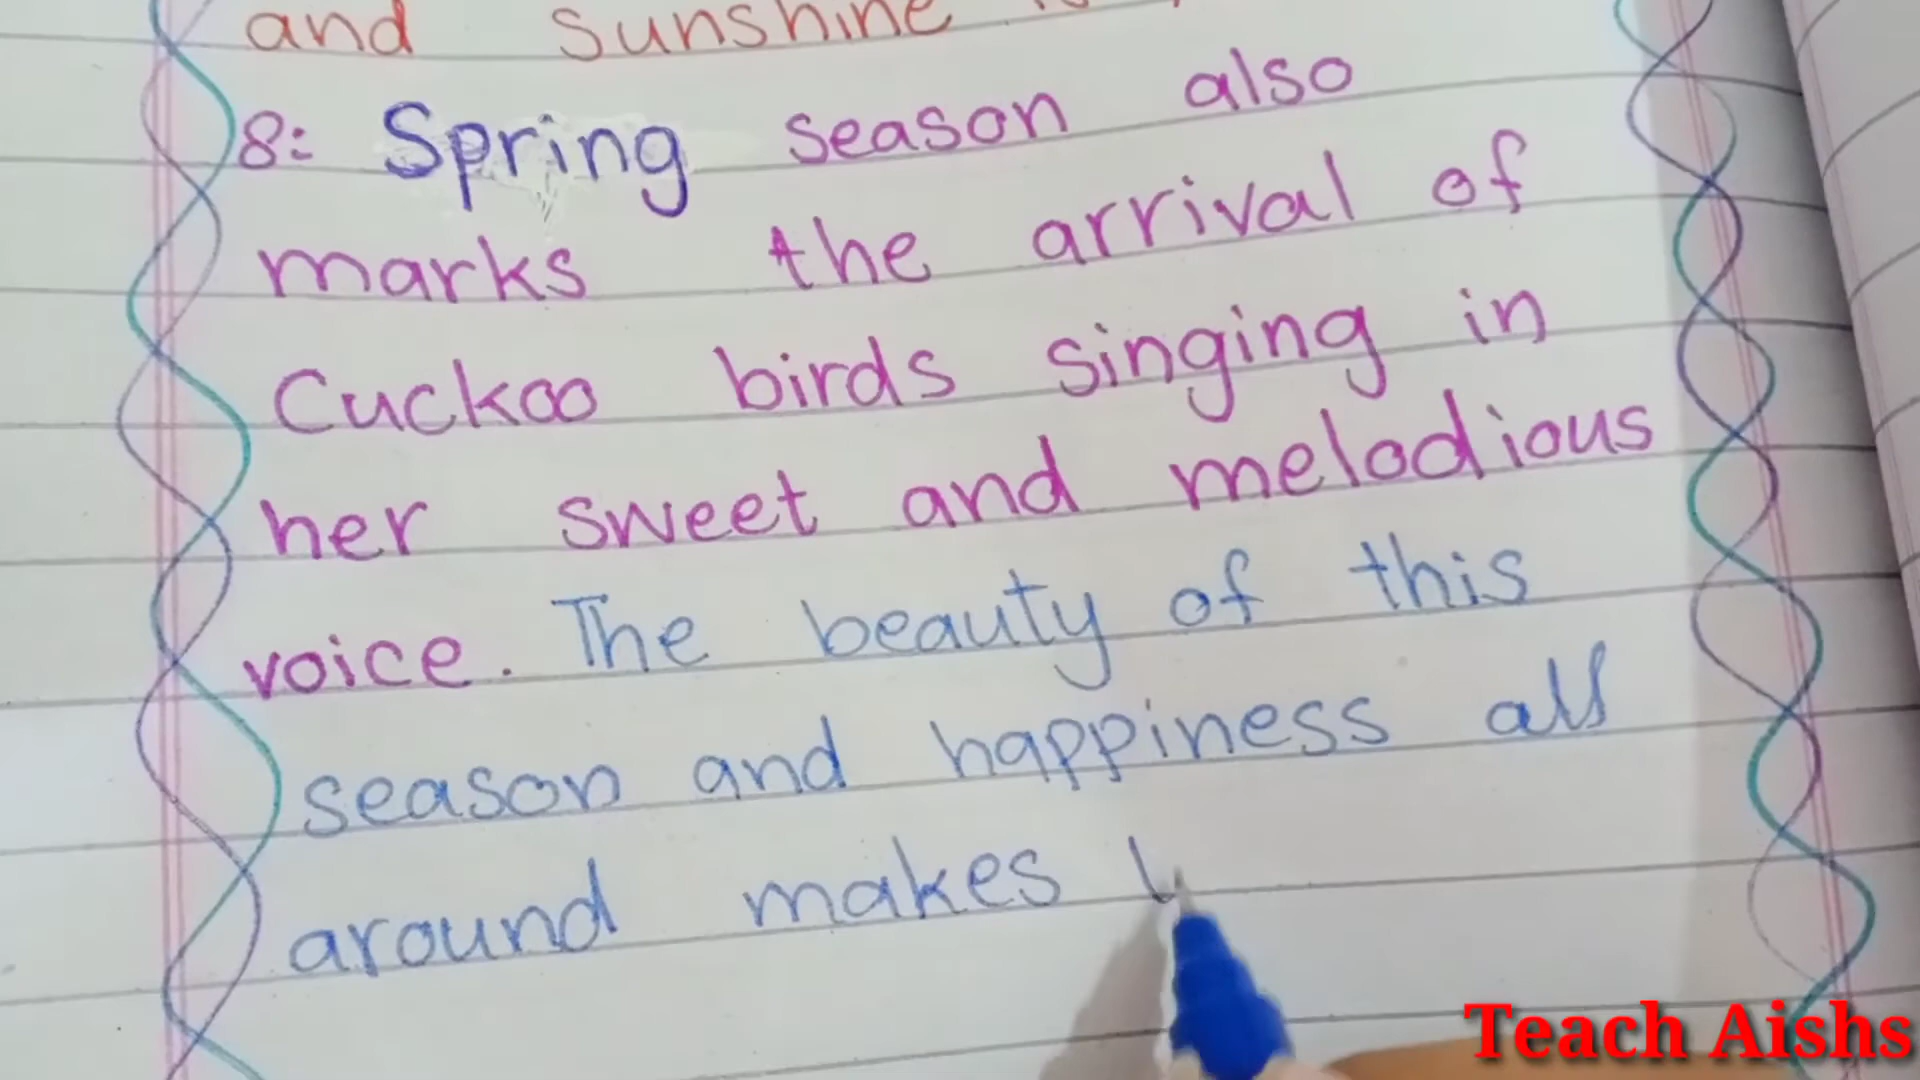 and sunshine
8: Spring season also
marks the arrival of
Cuckoo birds singing in
her sweet and melodious
voice. The beauty of this
season and happiness all
around makes
Teach Aishs